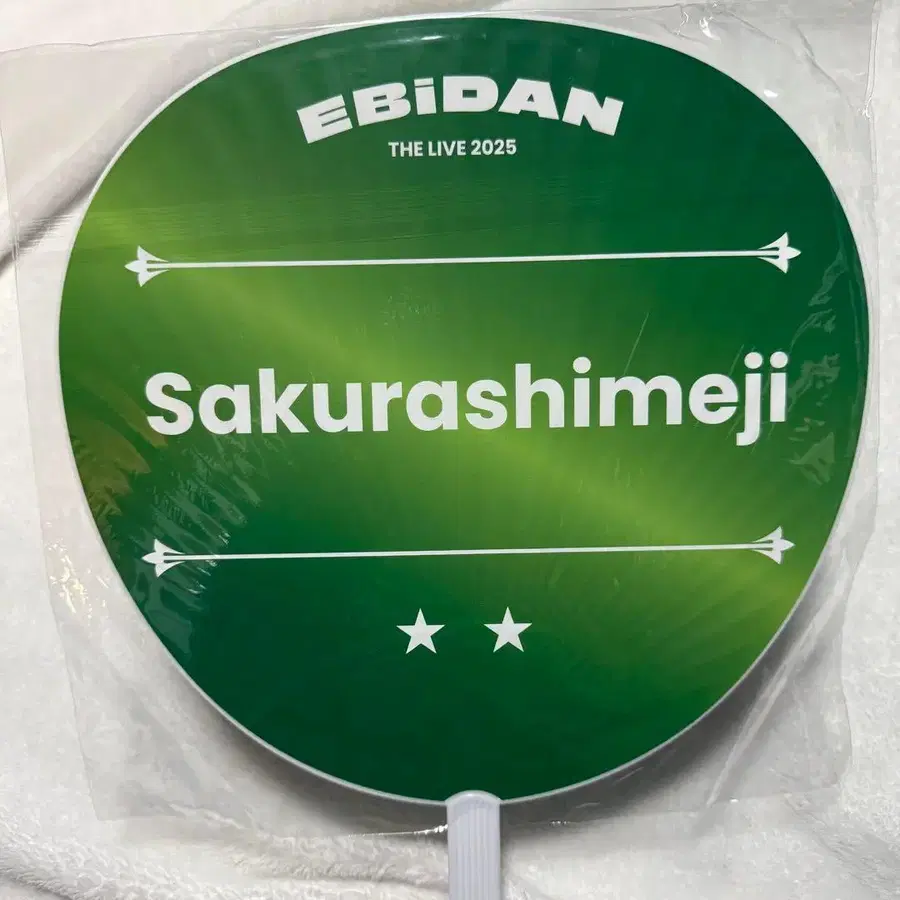 EBiDAN
THE LIVE 2025
Sakurashimeji
★ ★